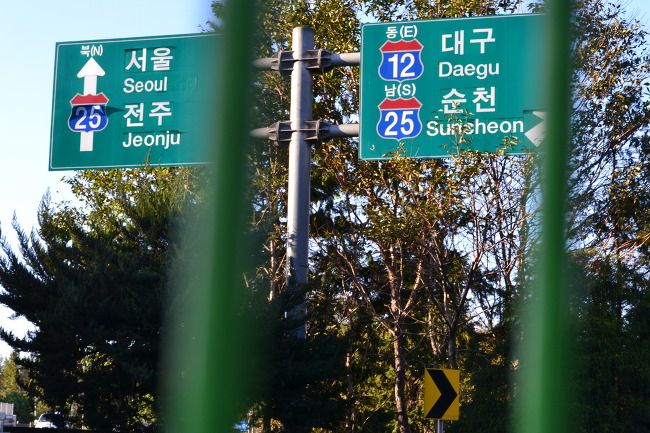 북(N)
서울
Seoul
25
전주
Jeonju
동(E)
12
대구
Daegu
남(S)
25
순천
Suncheon